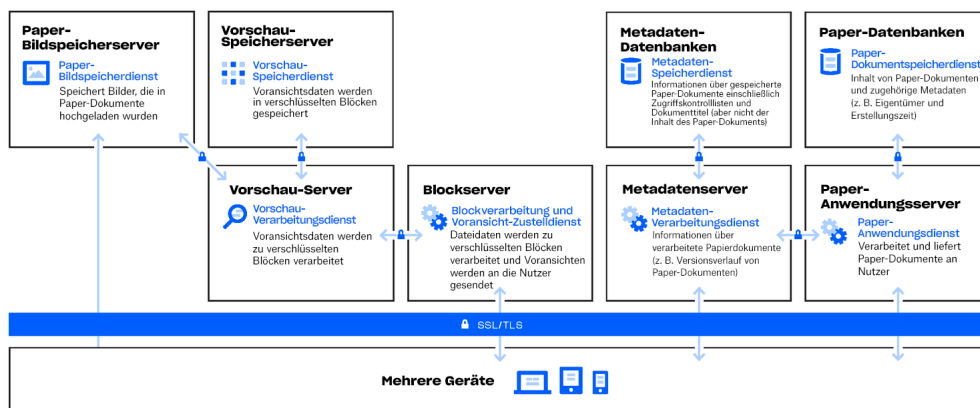 Paper-
Bildspeicherserver
Paper-
Bildspeicherdienst
Speichert Bilder, die in
Paper-Dokumente
hochgeladen wurden
Vorschau-
Speicherserver
Vorschau-
Speicherdienst
Voransichtsdaten werden
in verschlüsselten Blöcken
gespeichert
Metadaten-
Datenbanken
Metadaten-
Speicherdienst
Informationen über gespeicherte
Paper-Dokumente einschließlich
Zugriffskontrolllisten und
Dokumenttitel (aber nicht der
Inhalt des Paper-Dokuments)
Paper-Datenbanken
Paper-
Dokumentspeicherdienst
Inhalt von Paper-Dokumenten
und zugehörige Metadaten
(z. B. Eigentümer und
Erstellungszeit)
Vorschau-Server
Vorschau-
Verarbeitungsdienst
Voransichtsdaten werden
zu verschlüsselten
Blöcken verarbeitet
Blockserver
Blockverarbeitung und
Voransicht-Zustelldienst
Dateidaten werden zu
verschlüsselten Blöcken
verarbeitet und Voransichten
werden an die Nutzer
gesendet
Metadatenserver
Metadaten-
Verarbeitungsdienst
Informationen über
verarbeitete Papierdokumente
(z. B. Versionsverlauf von
Paper-Dokumenten)
Paper-
Anwendungsserver
Paper-
Anwendungsdienst
Verarbeitet und liefert
Paper-Dokumente an
Nutzer
SSL/TLS
Mehrere Geräte